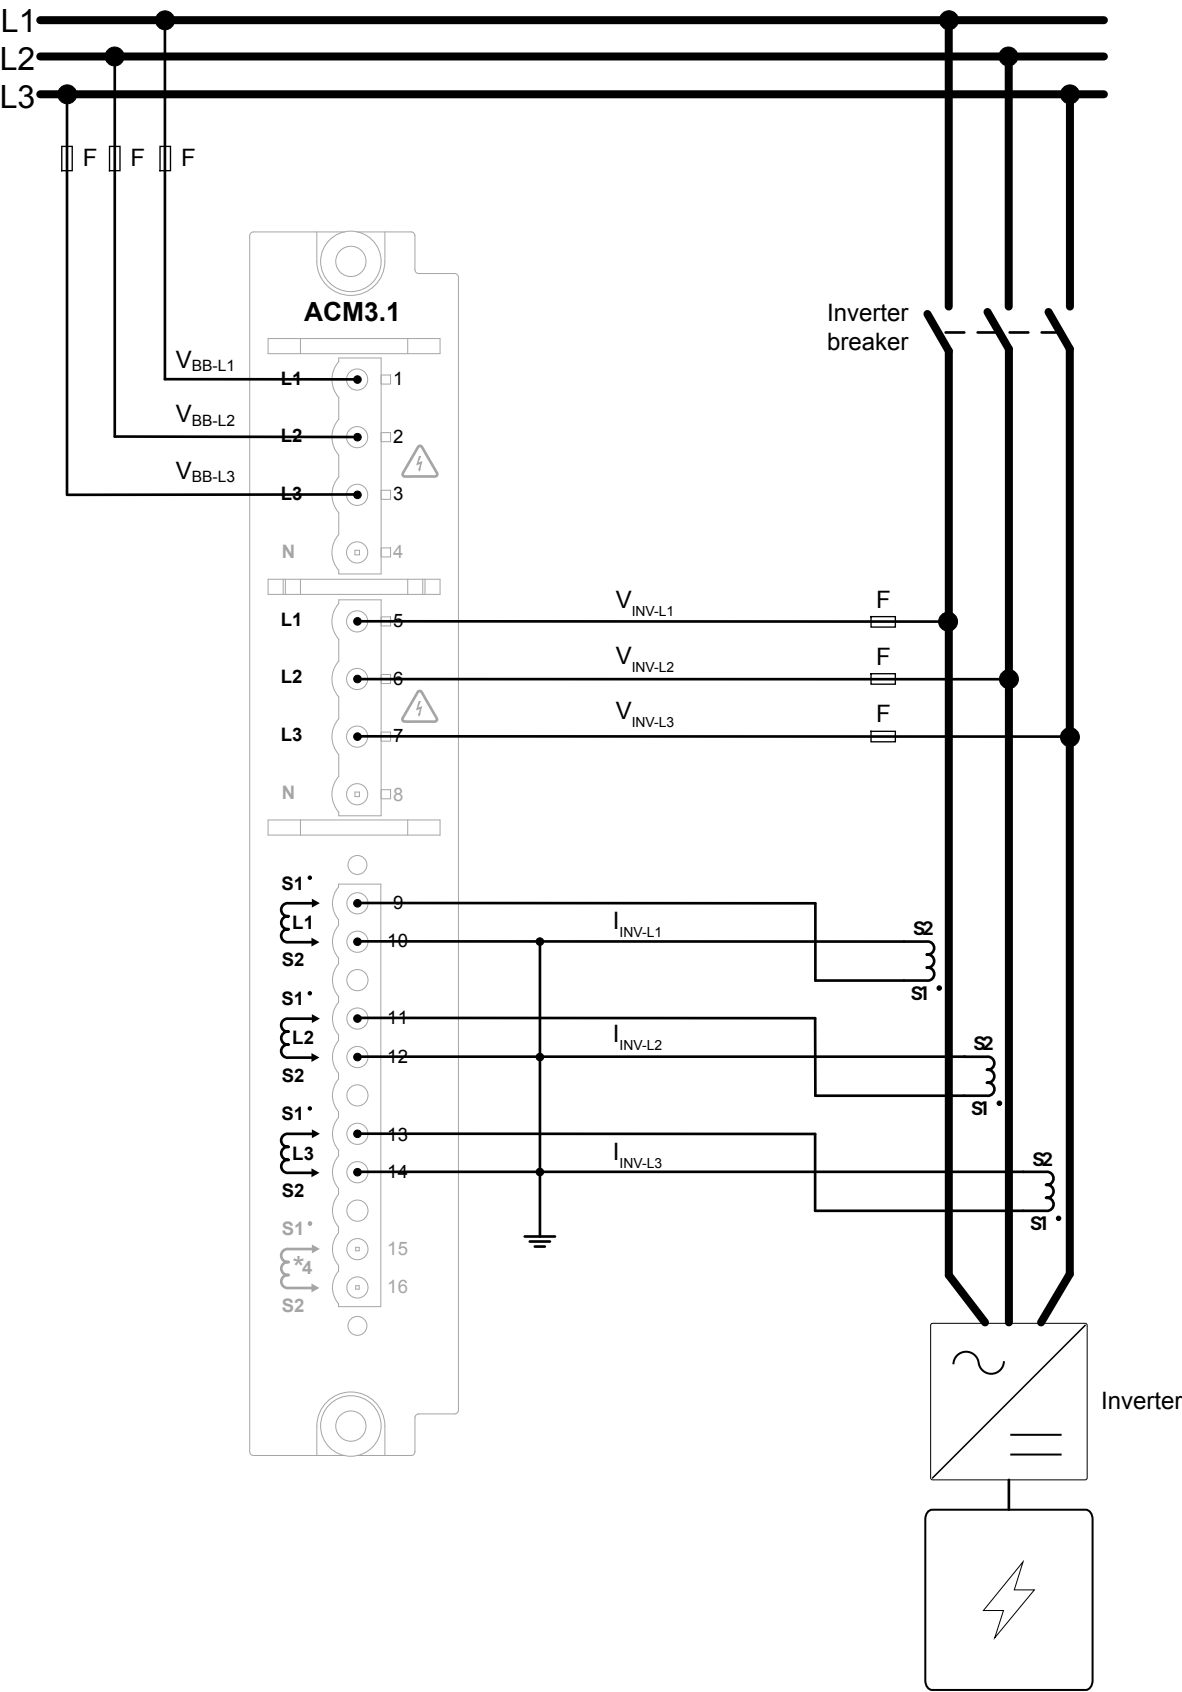 L1
L2
L3
F F F
ACM3.1
Inverter
breaker
VBB-L1
L1 1
VBB-L2
L2 2
VBB-L3
L3 3
N 4
L1 5 VINV-L1 F
L2 6 VINV-L2 F
L3 7 VINV-L3 F
N 8
S1•
9
L1 IINV-L1
10 S2
S2
S1•
S1•
11
L2 IINV-L2
12 S2
S2
S1•
S1•
13
L3 IINV-L3
14 S2
S2
S1•
S1•
15
*4
16
S2
Inverter